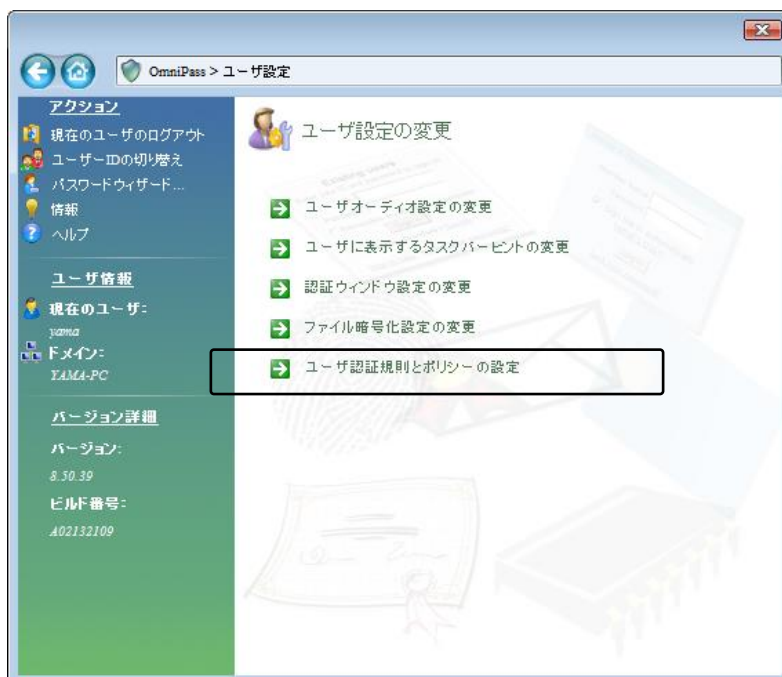 OmniPass > ユーザ設定
アクション
現在のユーザのログアウト
ユーザーIDの切り替え
パスワードウィザード...
情報
ヘルプ
ユーザ情報
現在のユーザ:
yama
ドメイン:
YAMA-PC
バージョン詳細
バージョン:
8.50.39
ビルド番号:
A02132109
ユーザ設定の変更
ユーザオーディオ設定の変更
ユーザに表示するタスクバーヒントの変更
認証ウィンドウ設定の変更
ファイル暗号化設定の変更
ユーザ認証規則とポリシーの設定